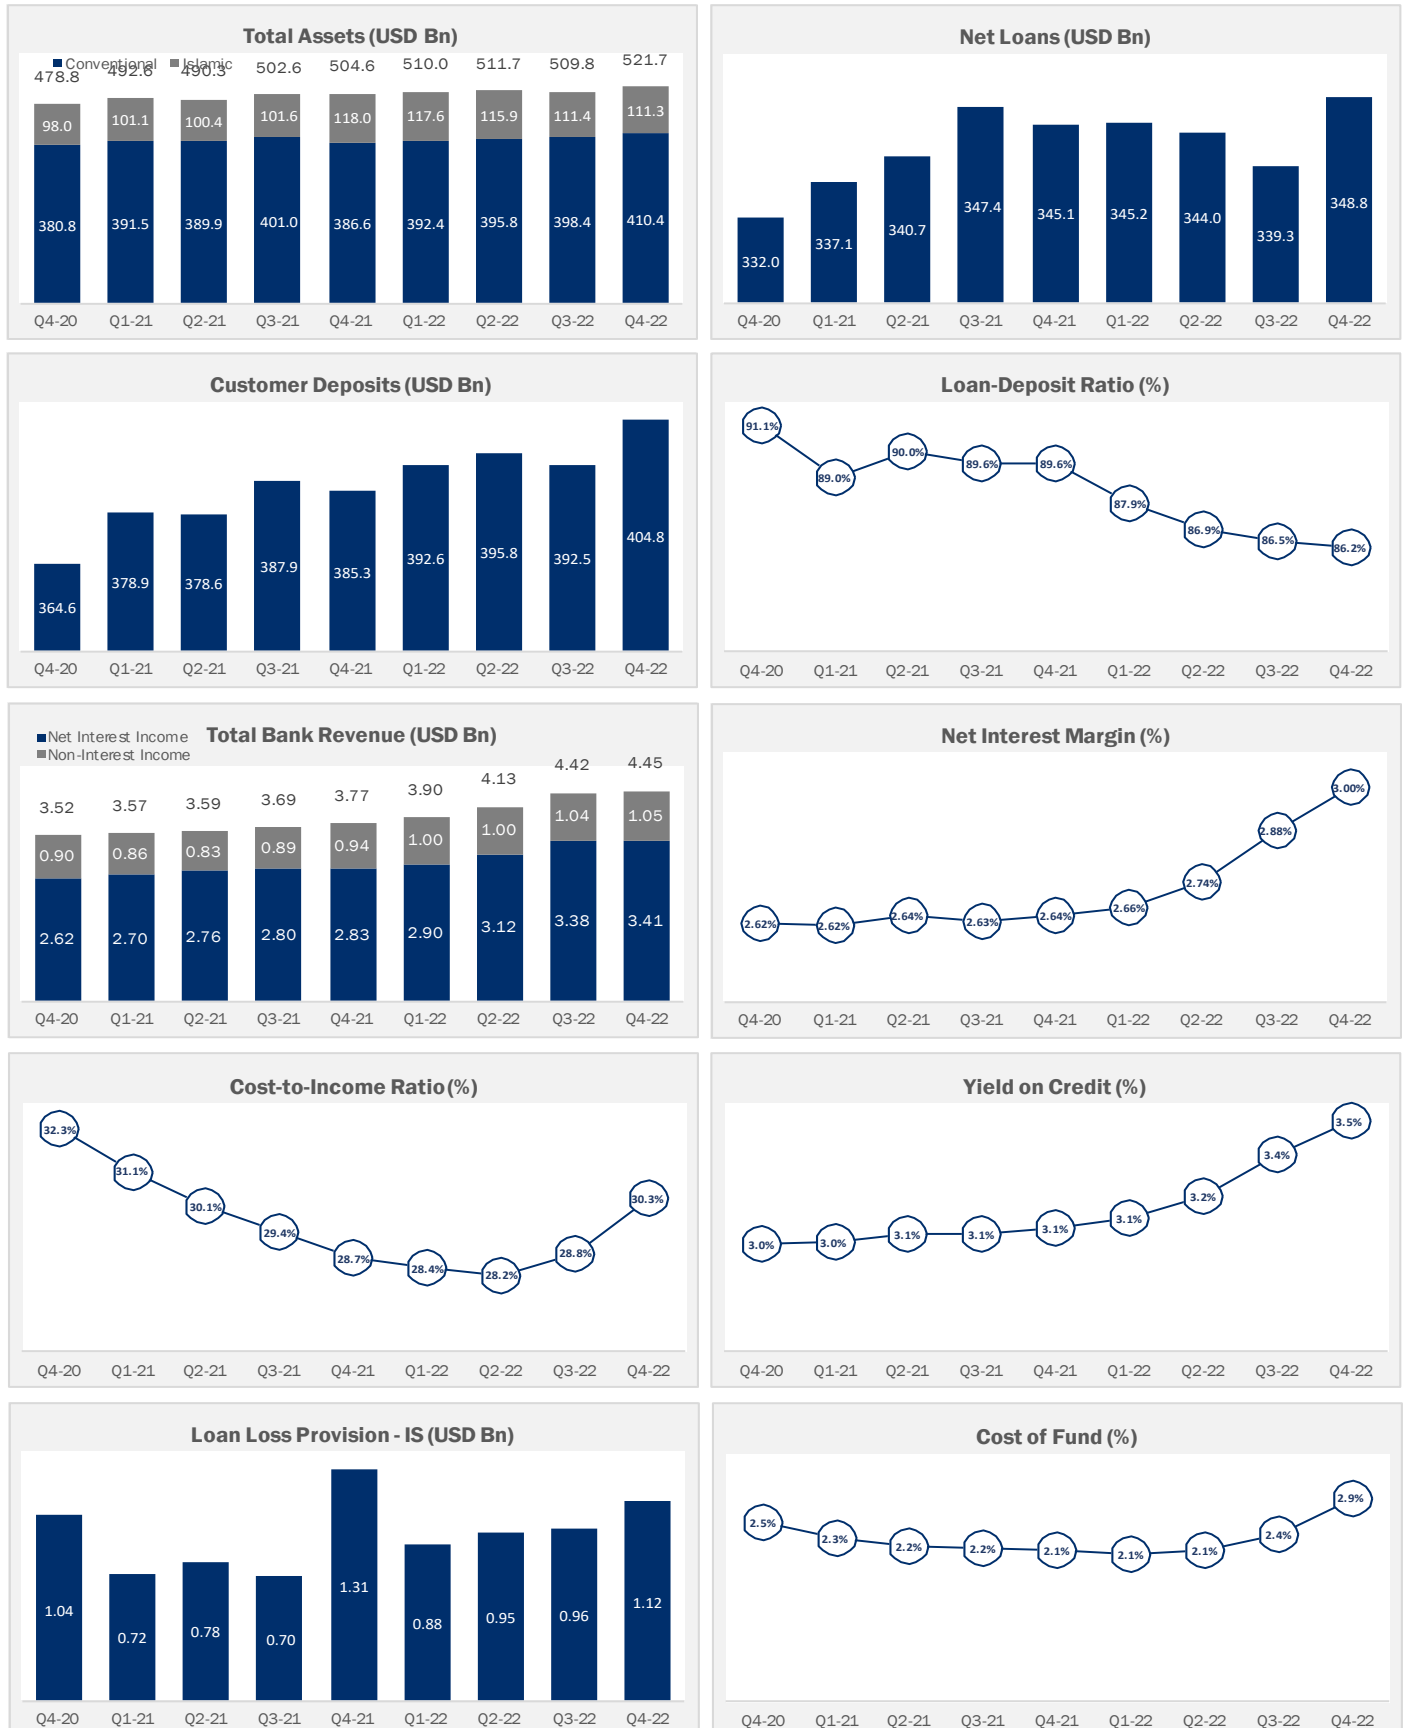 Total Assets (USD Bn)
Conventional Islamic
478.8 492.6 490.3 502.6 504.6 510.0 511.7 509.8 521.7
98.0 101.1 100.4 101.6 118.0 117.6 115.9 111.4 111.3
380.8 391.5 389.9 401.0 386.6 392.4 395.8 398.4 410.4
Q4-20 Q1-21 Q2-21 Q3-21 Q4-21 Q1-22 Q2-22 Q3-22 Q4-22
Net Loans (USD Bn)
332.0 337.1 340.7 347.4 345.1 345.2 344.0 339.3 348.8
Q4-20 Q1-21 Q2-21 Q3-21 Q4-21 Q1-22 Q2-22 Q3-22 Q4-22
Customer Deposits (USD Bn)
364.6 378.9 378.6 387.9 385.3 392.6 395.8 392.5 404.8
Q4-20 Q1-21 Q2-21 Q3-21 Q4-21 Q1-22 Q2-22 Q3-22 Q4-22
Loan-Deposit Ratio (%)
91.1% 89.0% 90.0% 89.6% 89.6% 87.9% 86.9% 86.5% 86.2%
Q4-20 Q1-21 Q2-21 Q3-21 Q4-21 Q1-22 Q2-22 Q3-22 Q4-22
Total Bank Revenue (USD Bn)
Net Interest Income
Non-Interest Income
3.52 3.57 3.59 3.69 3.77 3.90 4.13 4.42 4.45
0.90 0.86 0.83 0.89 0.94 1.00 1.00 1.04 1.05
2.62 2.70 2.76 2.80 2.83 2.90 3.12 3.38 3.41
Q4-20 Q1-21 Q2-21 Q3-21 Q4-21 Q1-22 Q2-22 Q3-22 Q4-22
Net Interest Margin (%)
2.62% 2.62% 2.64% 2.63% 2.64% 2.66% 2.74% 2.88% 3.00%
Q4-20 Q1-21 Q2-21 Q3-21 Q4-21 Q1-22 Q2-22 Q3-22 Q4-22
Cost-to-Income Ratio (%)
32.3% 31.1% 30.1% 29.4% 28.7% 28.4% 28.2% 28.8% 30.3%
Q4-20 Q1-21 Q2-21 Q3-21 Q4-21 Q1-22 Q2-22 Q3-22 Q4-22
Yield on Credit (%)
3.0% 3.0% 3.1% 3.1% 3.1% 3.1% 3.2% 3.4% 3.5%
Q4-20 Q1-21 Q2-21 Q3-21 Q4-21 Q1-22 Q2-22 Q3-22 Q4-22
Loan Loss Provision - IS (USD Bn)
1.04 0.72 0.78 0.70 1.31 0.88 0.95 0.96 1.12
Q4-20 Q1-21 Q2-21 Q3-21 Q4-21 Q1-22 Q2-22 Q3-22 Q4-22
Cost of Fund (%)
2.5% 2.3% 2.2% 2.2% 2.1% 2.1% 2.1% 2.4% 2.9%
Q4-20 Q1-21 Q2-21 Q3-21 Q4-21 Q1-22 Q2-22 Q3-22 Q4-22